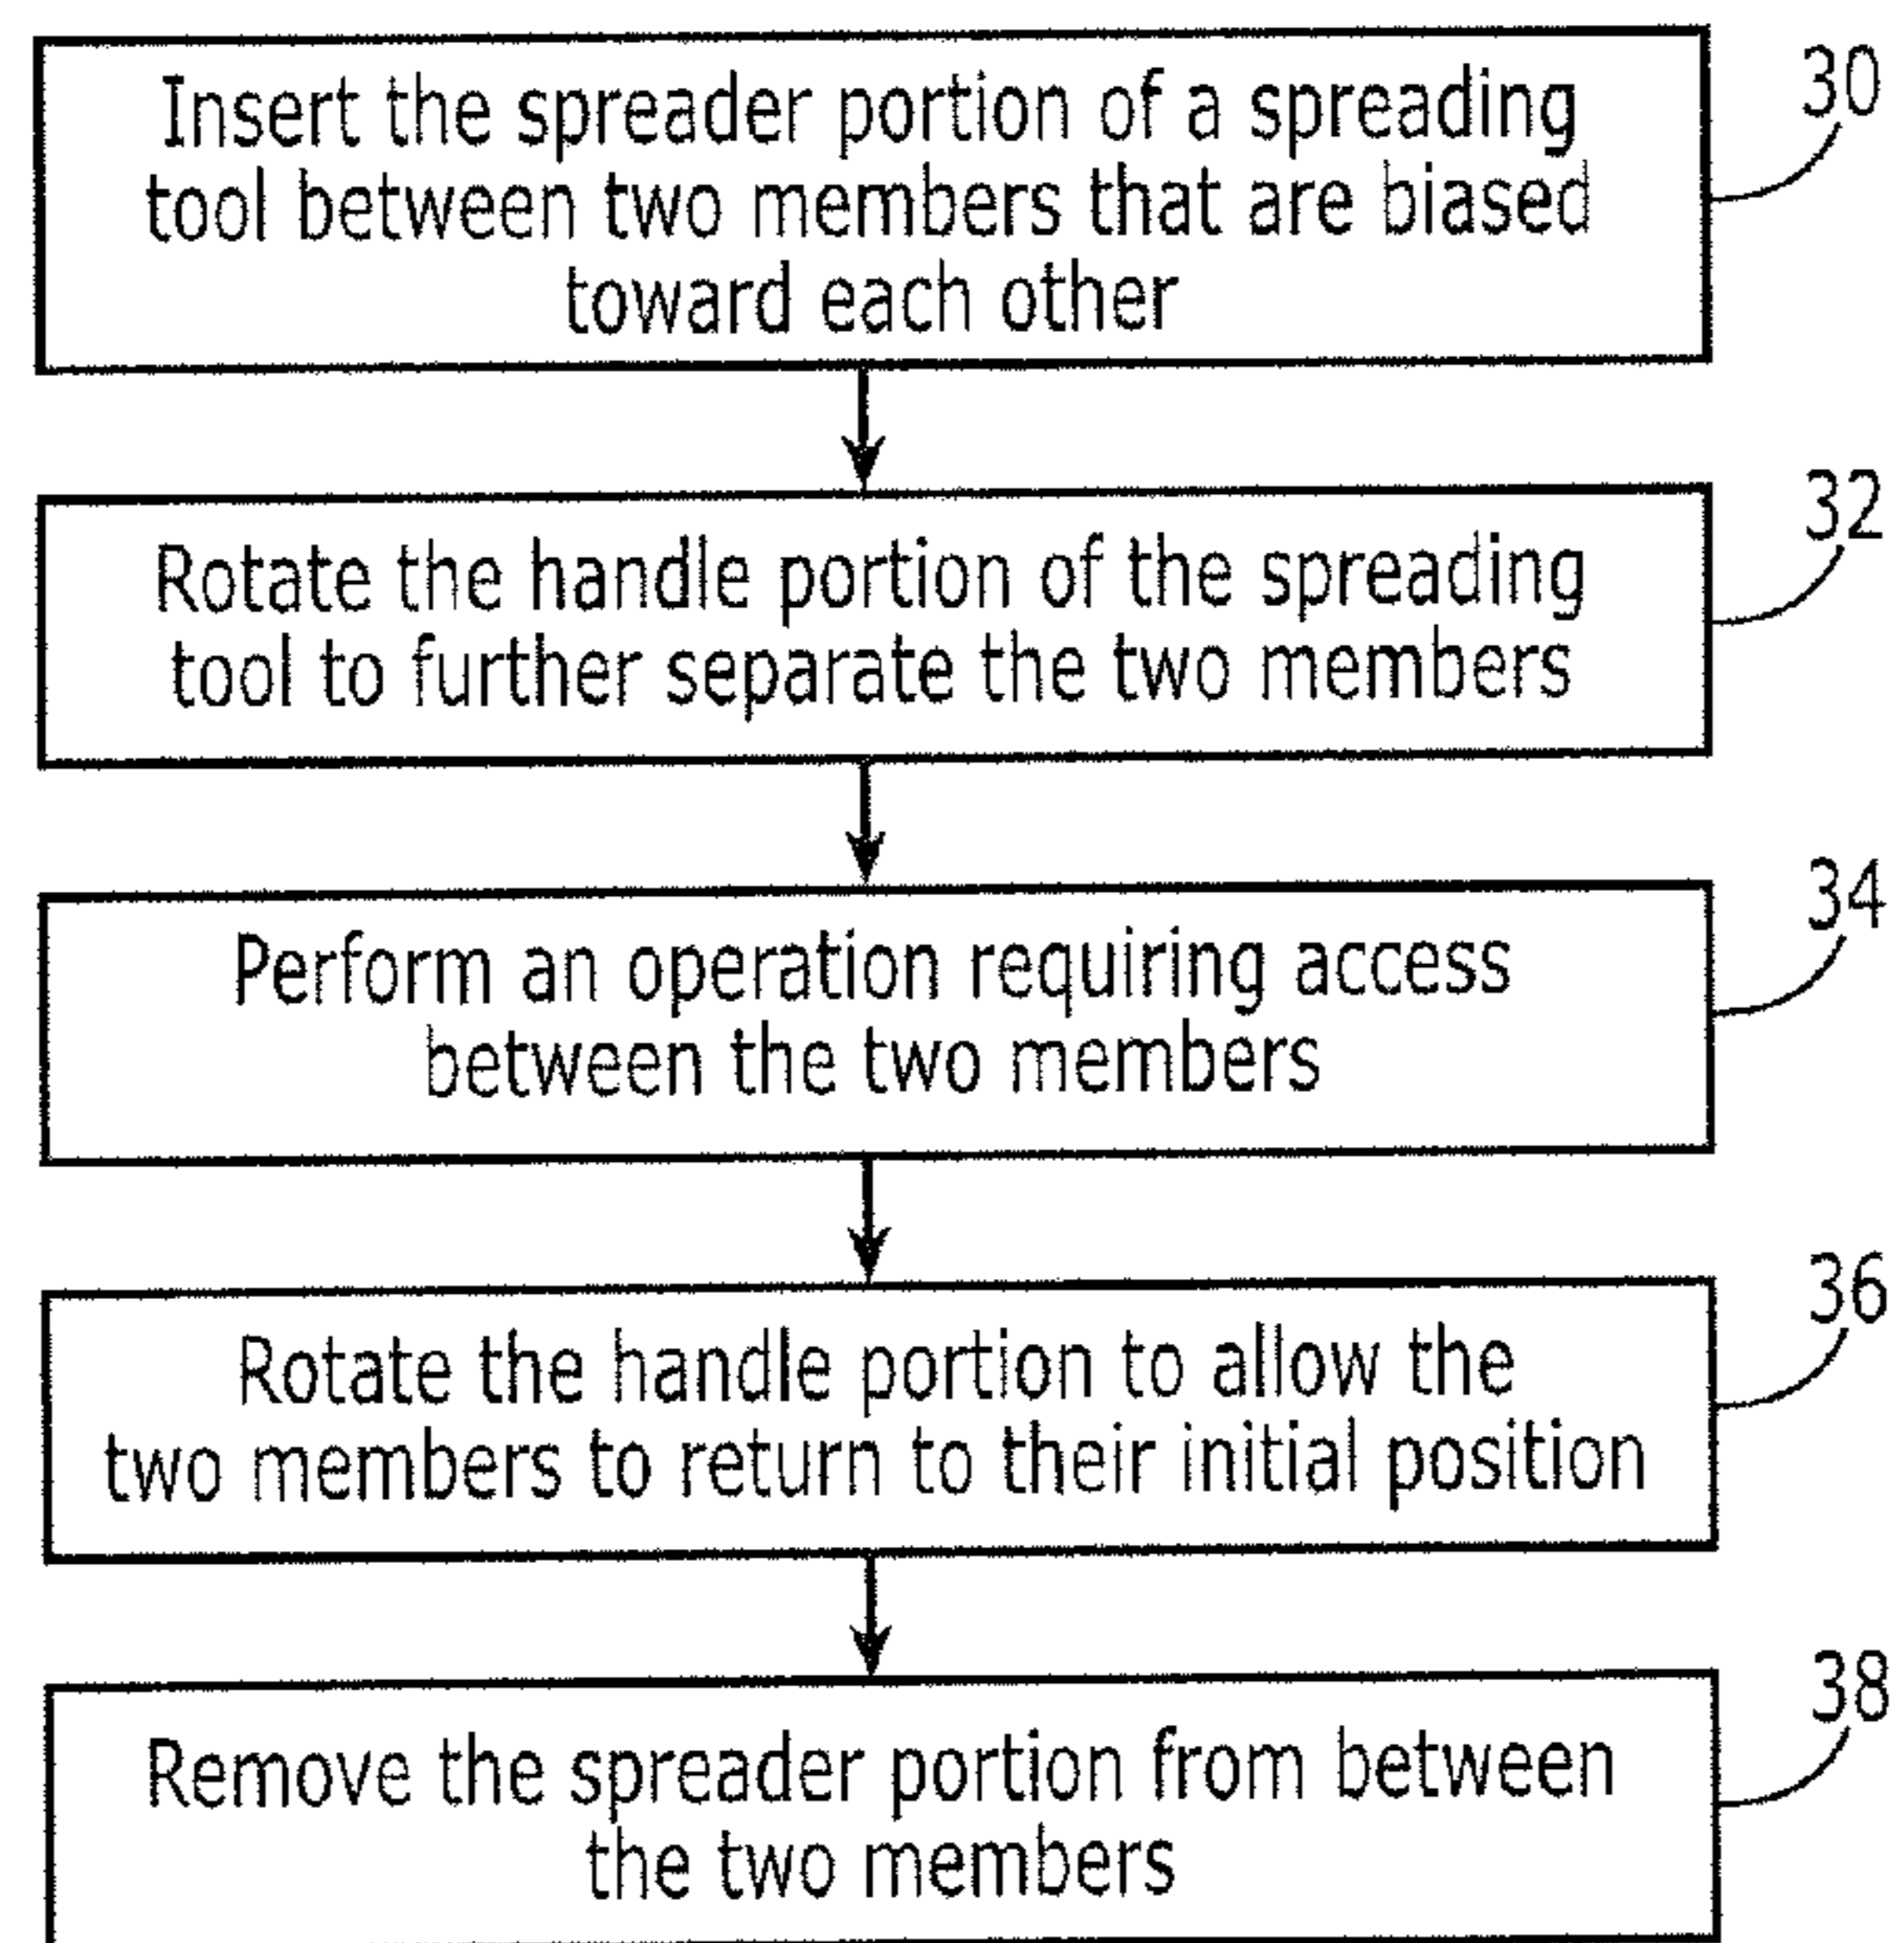 Insert the spreader portion of a spreading
tool between two members that are biased
toward each other
30
Rotate the handle portion of the spreading
tool to further separate the two members
32
Perform an operation requiring access
between the two members
34
Rotate the handle portion to allow the
two members to return to their initial position
36
Remove the spreader portion from between
the two members
38